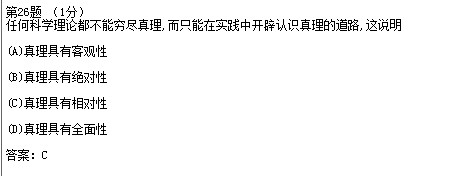 第26题 （1分）
任何科学理论都不能穷尽真理,而只能在实践中开辟认识真理的道路,这说明
(A)真理具有客观性
(B)真理具有绝对性
(C)真理具有相对性
(D)真理具有全面性
答案：C